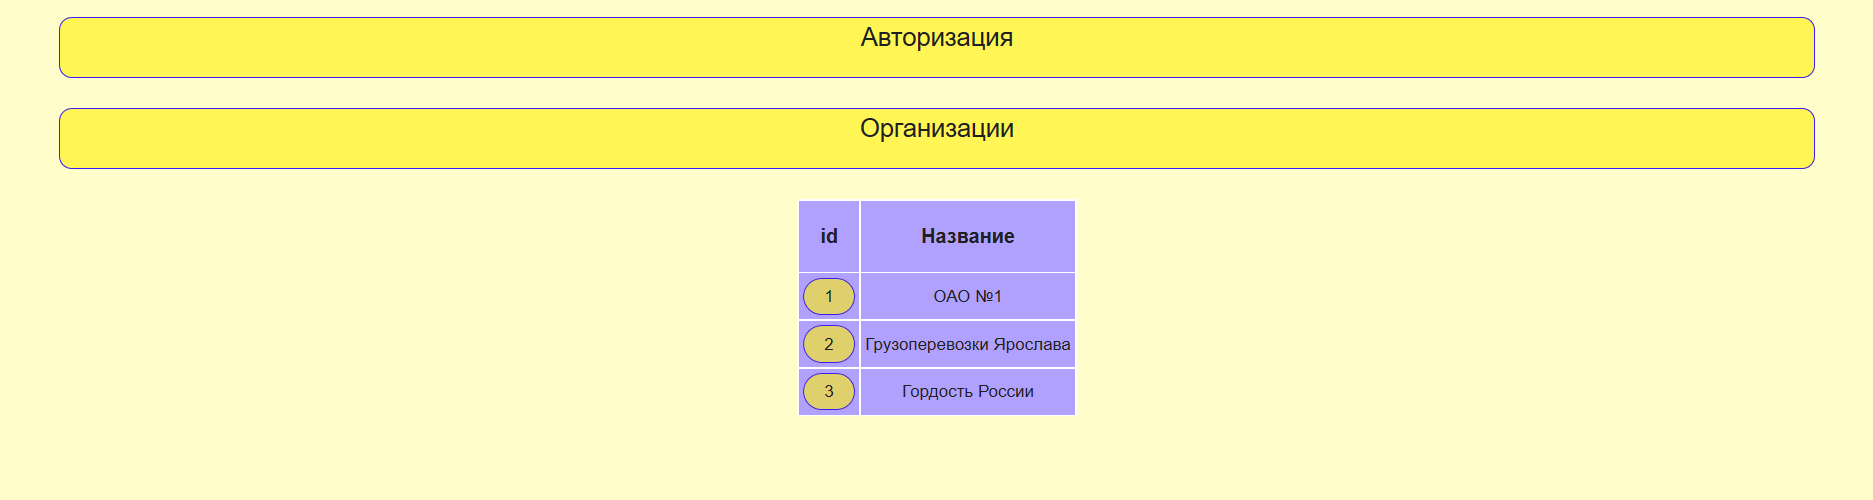 Авторизация
Организации
id Название
1 ОАО №1
2 Грузоперевозки Ярослава
3 Гордость России